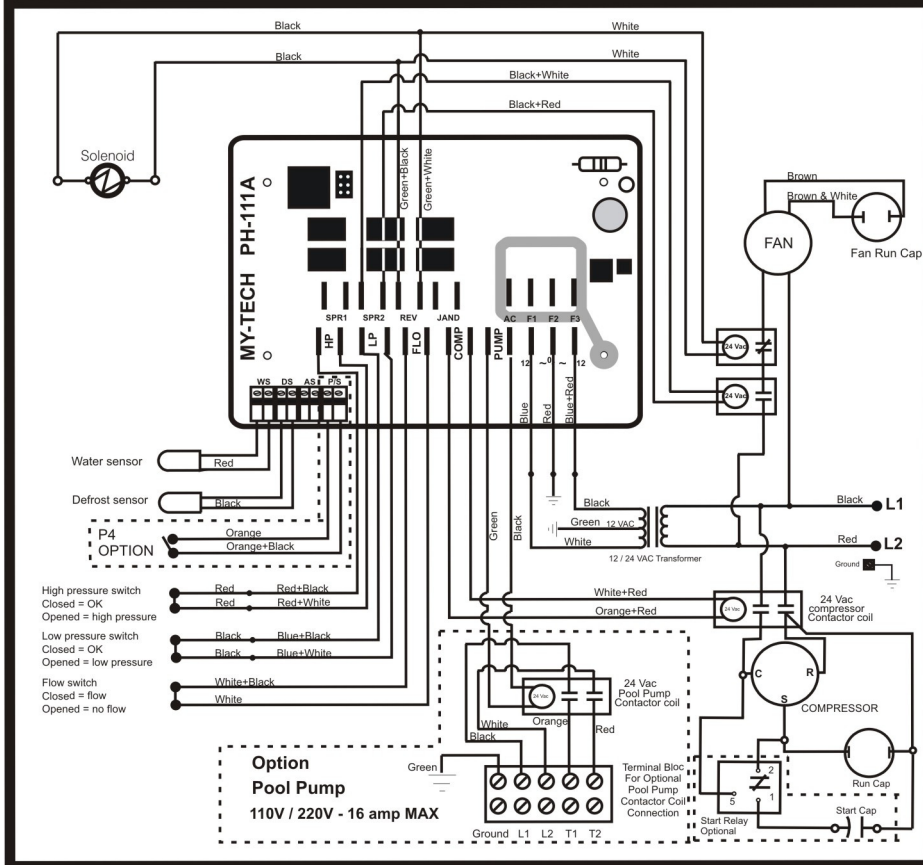 Black
White
Black
White
Black+White
Black+Red
Solenoid
Green+Black
Green+White
MY-TECH PH-111A
Brown
Brown & White
FAN
Fan Run Cap
SPR1 SPR2 REV JAND AC F1 F2 F3
HP LP FLO COMP PUMP 12 ~ 0 ~ 12
24 Vac
24 Vac
WS DS AS P/S
Blue
Red
Blue+Red
Water sensor
Red
Defrost sensor
Black
P4
OPTION
Orange
Orange+Black
Green
Black
Black
Green 12 VAC
White
12 / 24 VAC Transformer
Black L1
Red L2
Ground
High pressure switch
Closed = OK
Opened = high pressure
Red Red+Black
Red Red+White
Low pressure switch
Closed = OK
Opened = low pressure
Black Blue+Black
Black Blue+White
Flow switch
Closed = flow
Opened = no flow
White+Black
White
White+Red
Orange+Red
24 Vac
24 Vac
compressor
Contactor coil
C R
S
COMPRESSOR
24 Vac
24 Vac
Pool Pump
Contactor coil
Orange
White
Black
Red
Green
Option
Pool Pump
110V / 220V - 16 amp MAX
Terminal Bloc
For Optional
Pool Pump
Contactor Coil
Connection
Ground L1 L2 T1 T2
Run Cap
2
5 1
Start Relay
Optional
Start Cap